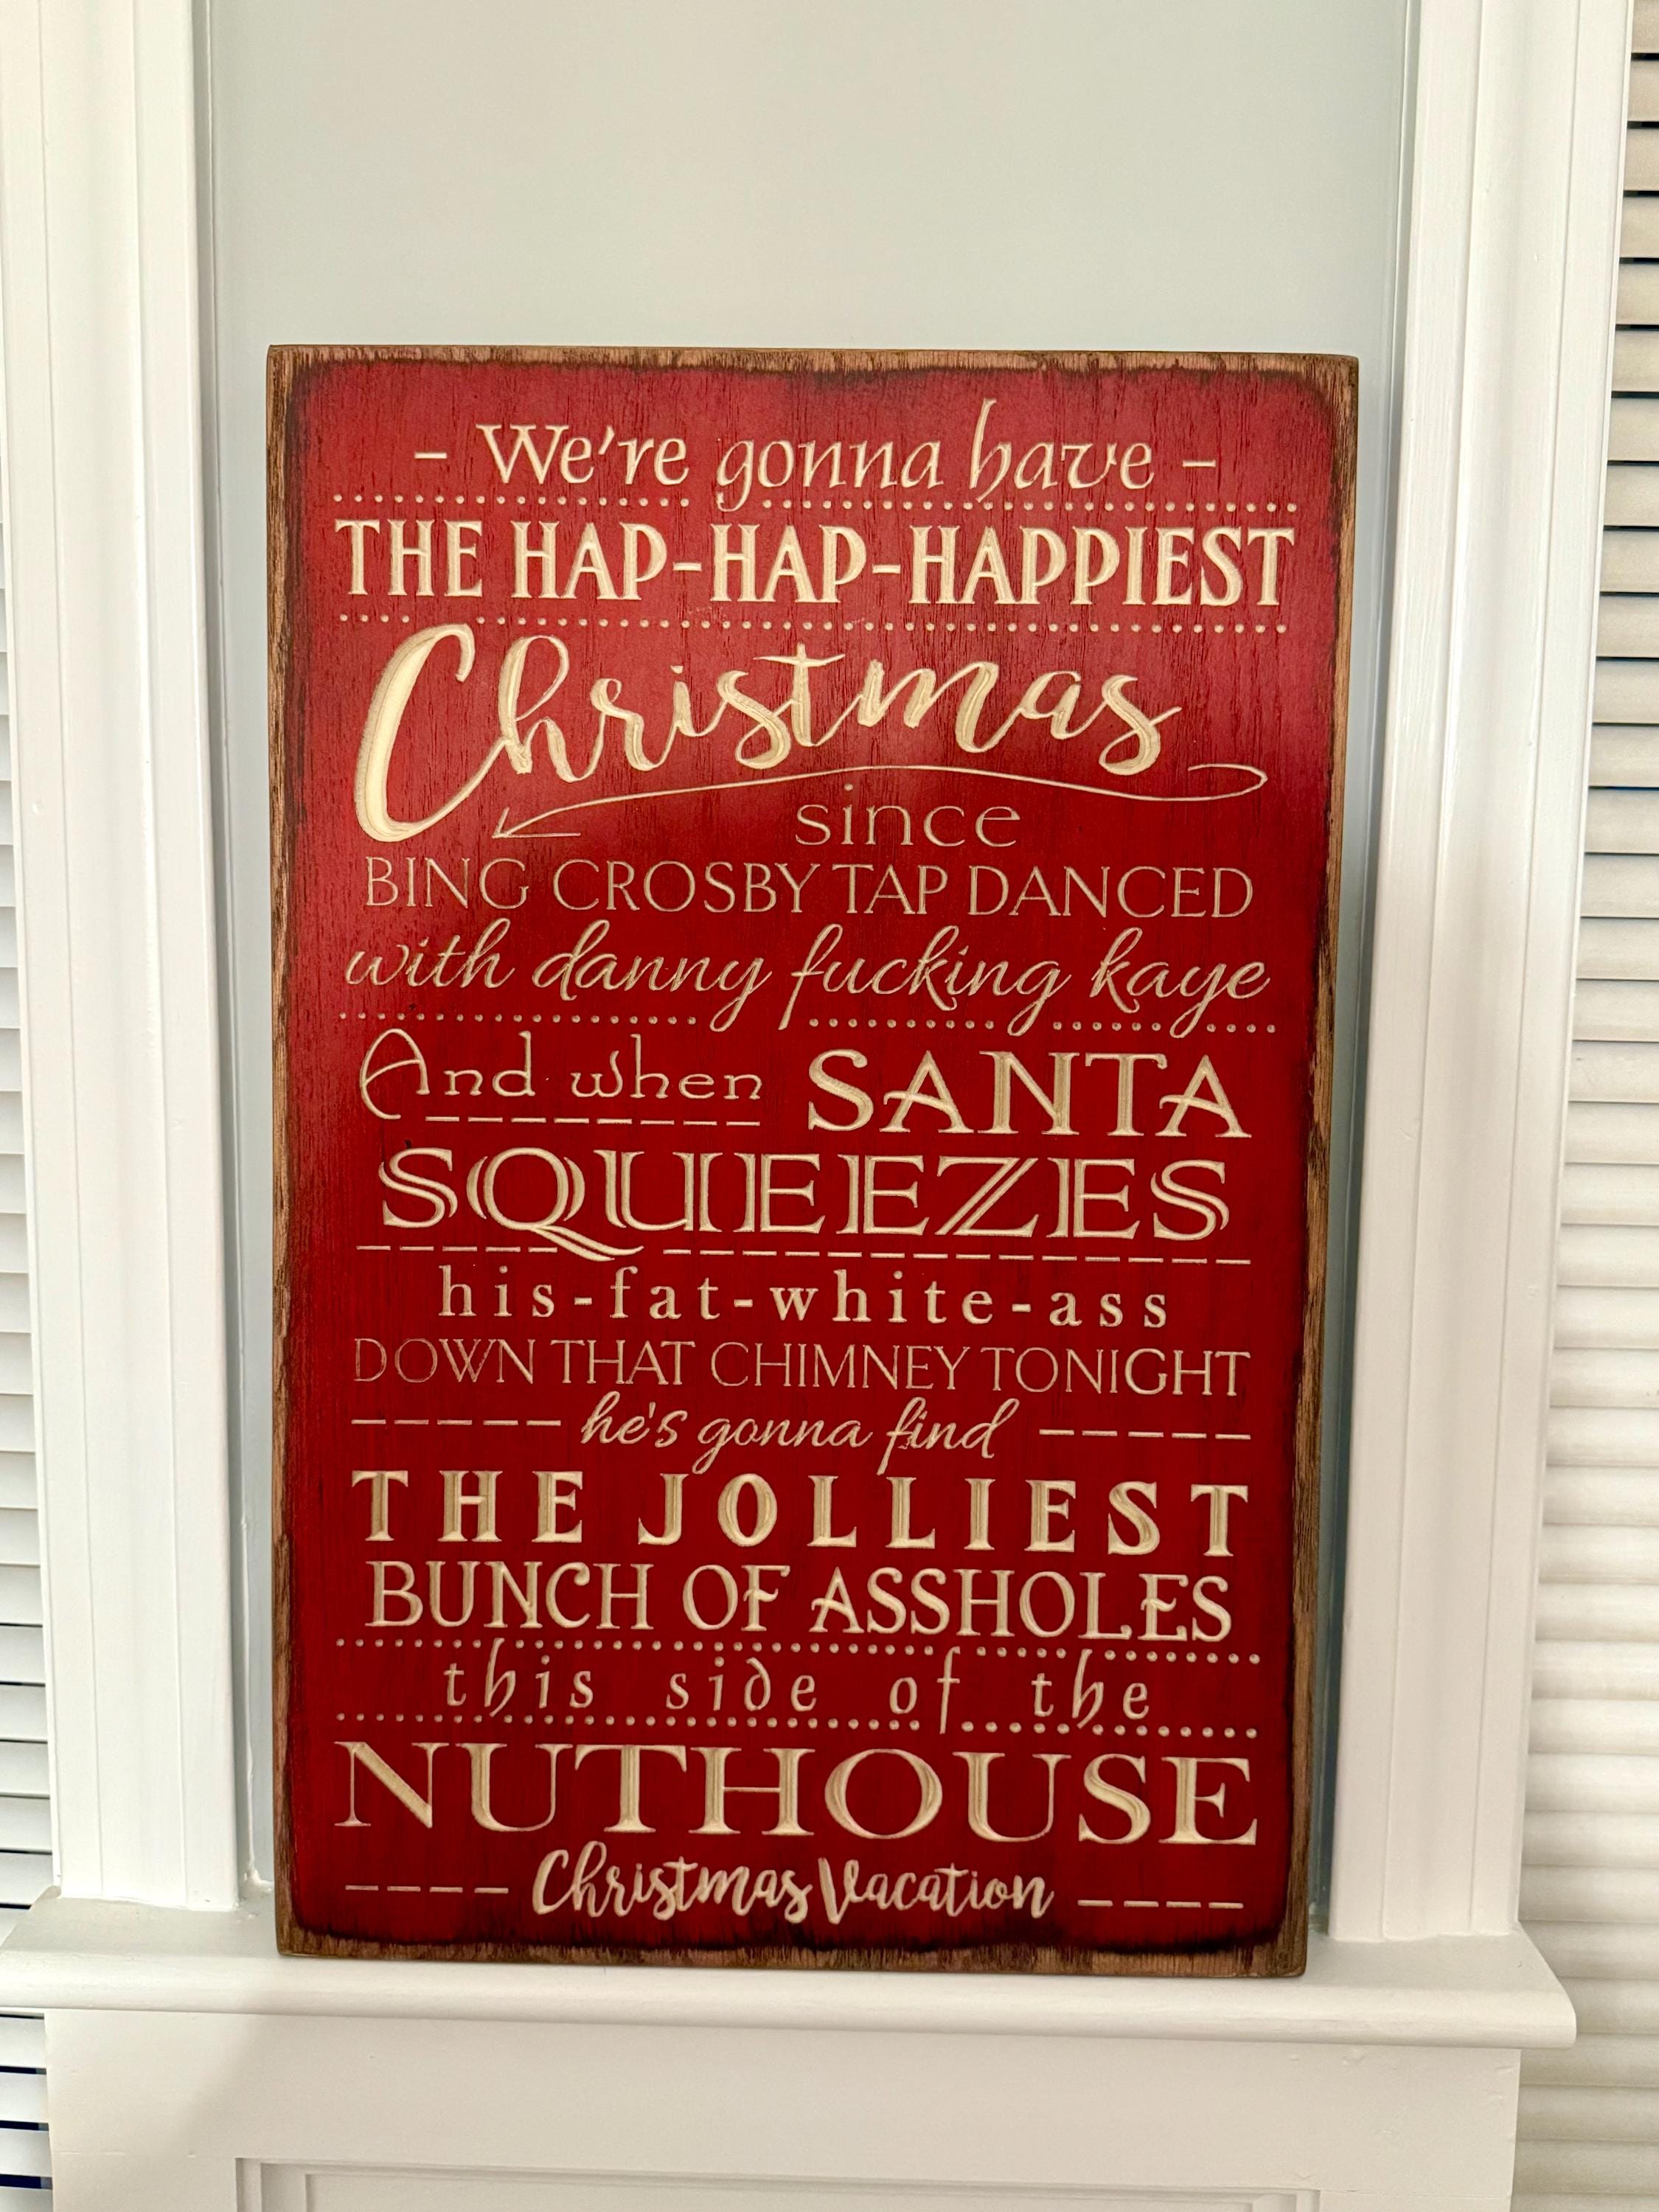 - We're gonna have -
THE HAP-HAP-HAPPIEST
Christmas
since
BING CROSBY TAP DANCED
with danny fucking kaye
And when SANTA
SQUEEZES
his-fat-white-ass
DOWN THAT CHIMNEY TONIGHT
he's gonna find
THE JOLLIEST
BUNCH OF ASSHOLES
this side of the
NUTHOUSE
Christmas Vacation